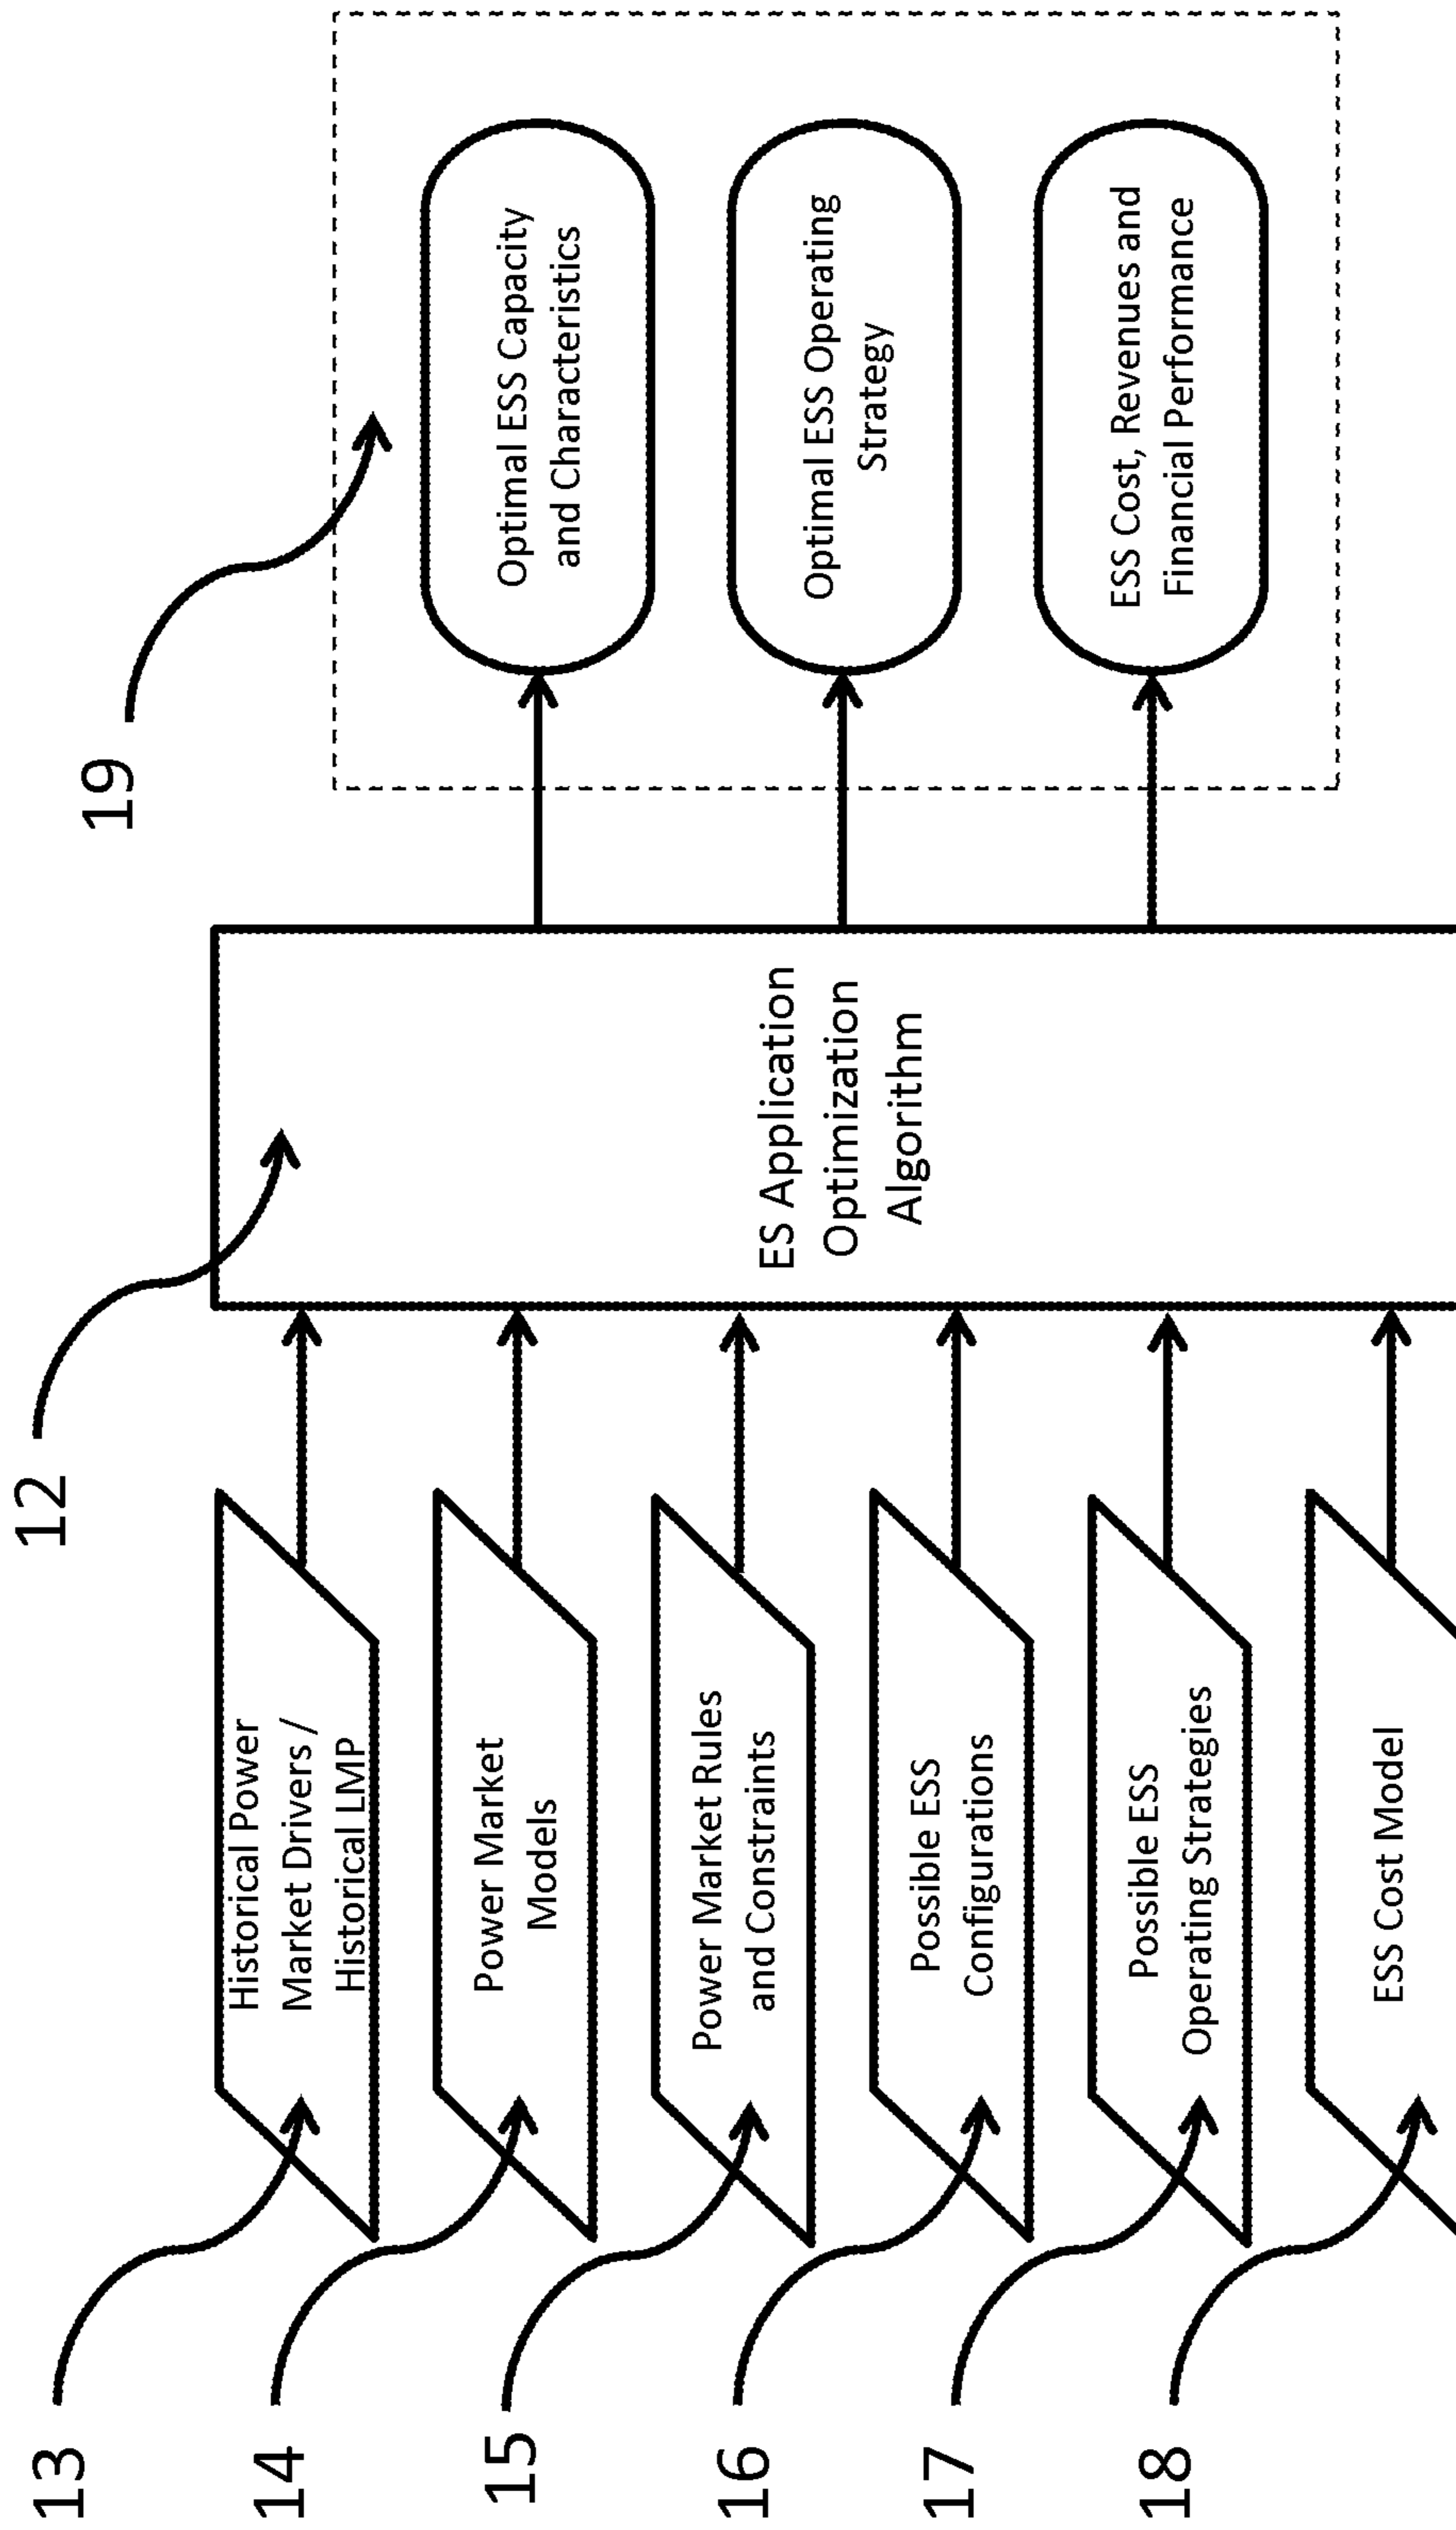 13
Historical Power
Market Drivers /
Historical LMP
14
Power Market
Models
15
Power Market Rules
and Constraints
16
Possible ESS
Configurations
17
Possible ESS
Operating Strategies
18
ESS Cost Model
12
ES Application
Optimization
Algorithm
19
Optimal ESS Capacity
and Characteristics
Optimal ESS Operating
Strategy
ESS Cost, Revenues and
Financial Performance